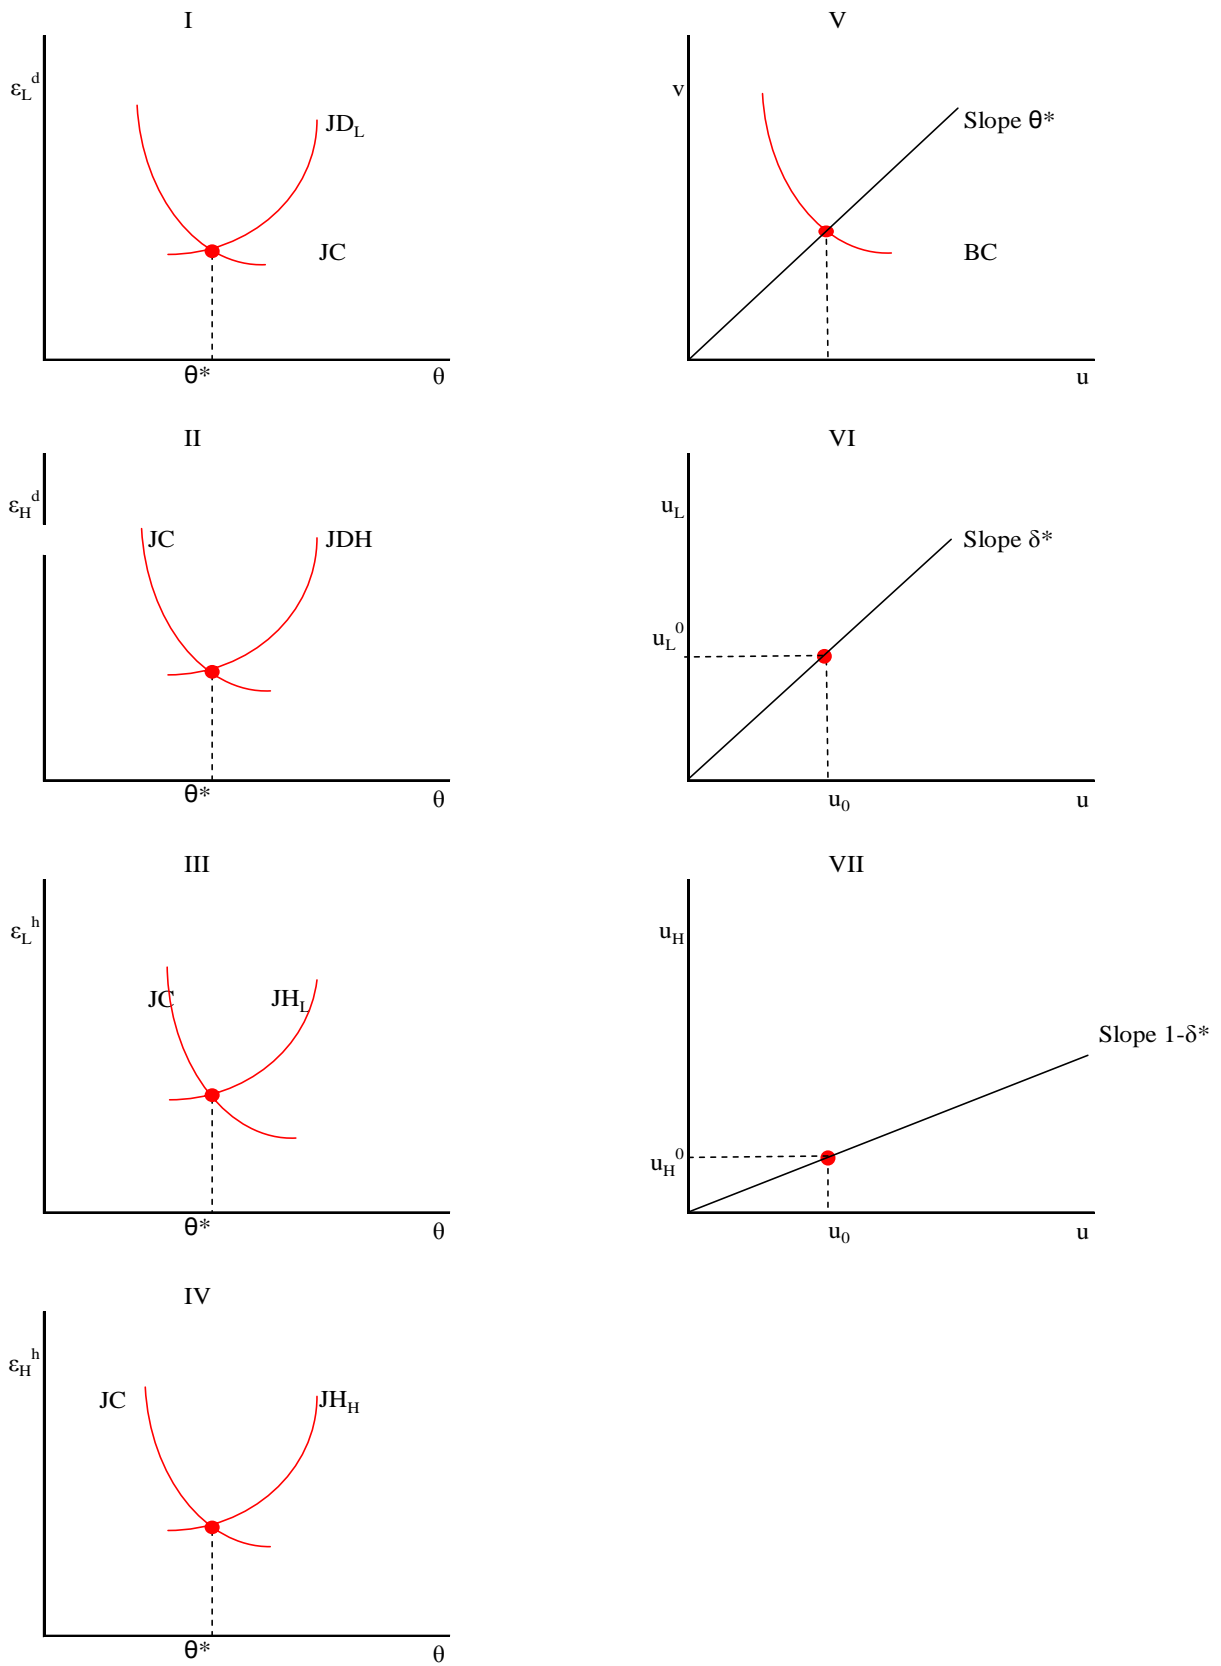 I
ε_L^d
JD_L
JC
θ*
θ
II
ε_H^d
JC
JDH
θ*
θ
III
ε_L^h
JC
JH_L
θ*
θ
IV
ε_H^h
JC
JH_H
θ*
θ
V
v
Slope θ*
BC
u
VI
u_L
Slope δ*
u_L^0
u_0
u
VII
u_H
Slope 1-δ*
u_H^0
u_0
u